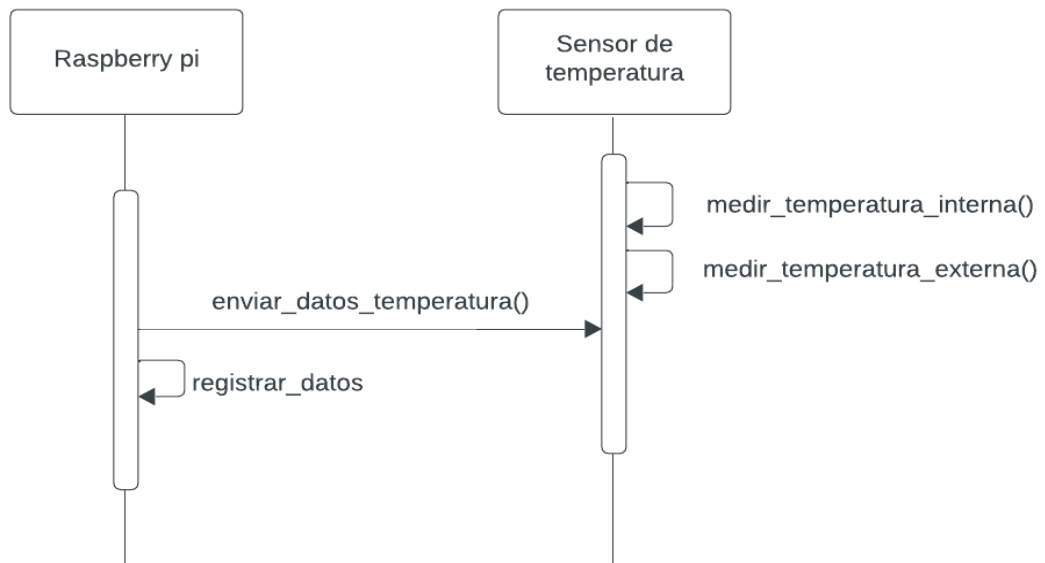 Raspberry pi
Sensor de
temperatura
medir_temperatura_interna()
medir_temperatura_externa()
enviar_datos_temperatura()
registrar_datos